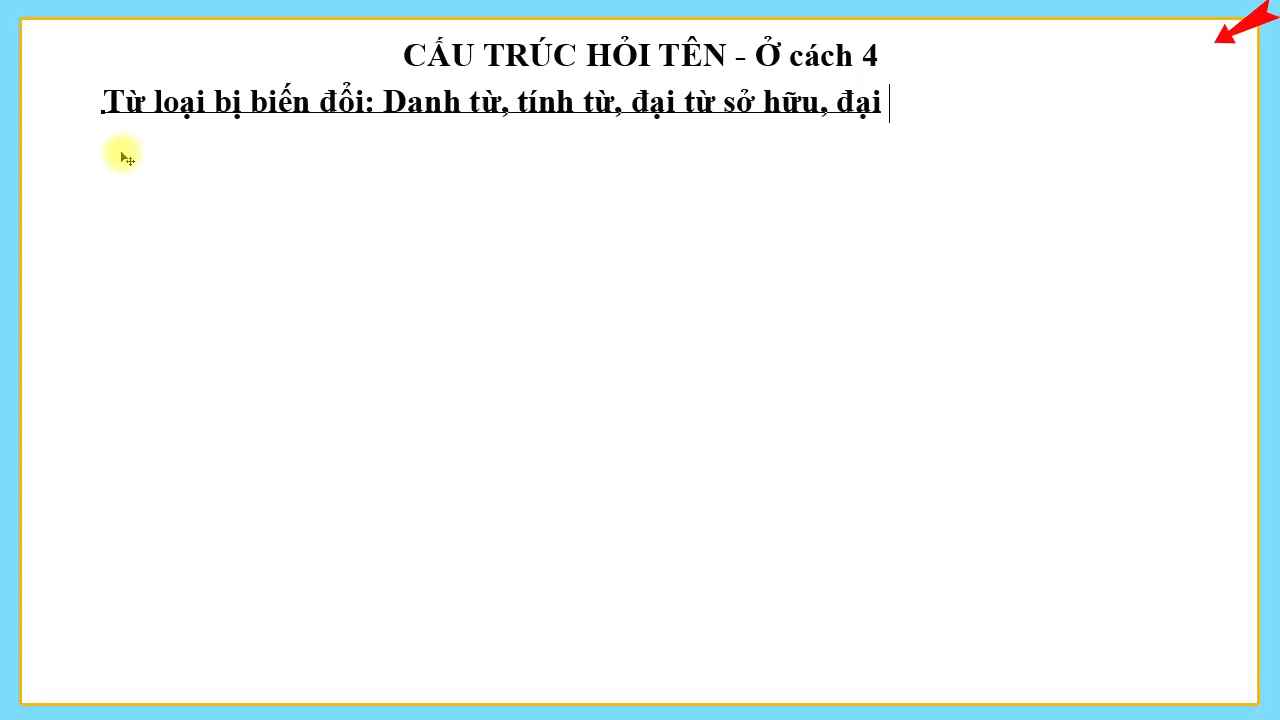 CẤU TRÚC HỎI TÊN - Ở cách 4
Từ loại bị biến đổi: Danh từ, tính từ, đại từ sở hữu, đại